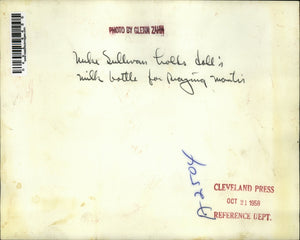 PHOTO BY GLENN ZAHN
Mike Sullivan holds doll's
milk bottle for praying mantis
CLEVELAND PRESS
OCT 21 1958
REFERENCE DEPT.